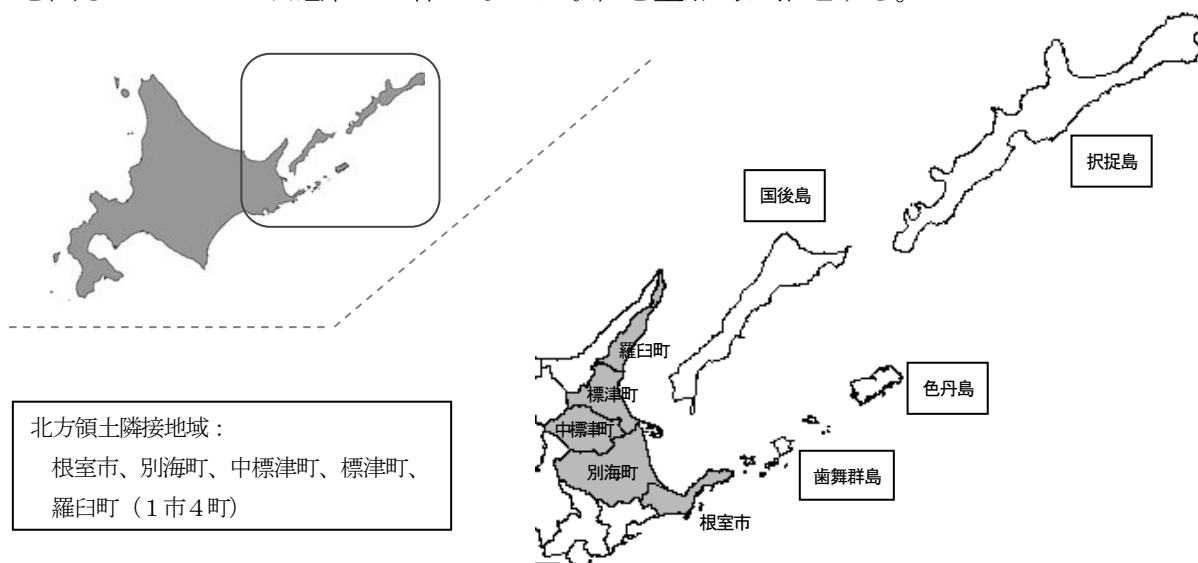 択捉島
国後島
羅臼町
色丹島
標津町
中標津町
北方領土隣接地域：
根室市、別海町、中標津町、標津町、
羅臼町（１市４町）
別海町
歯舞群島
根室市